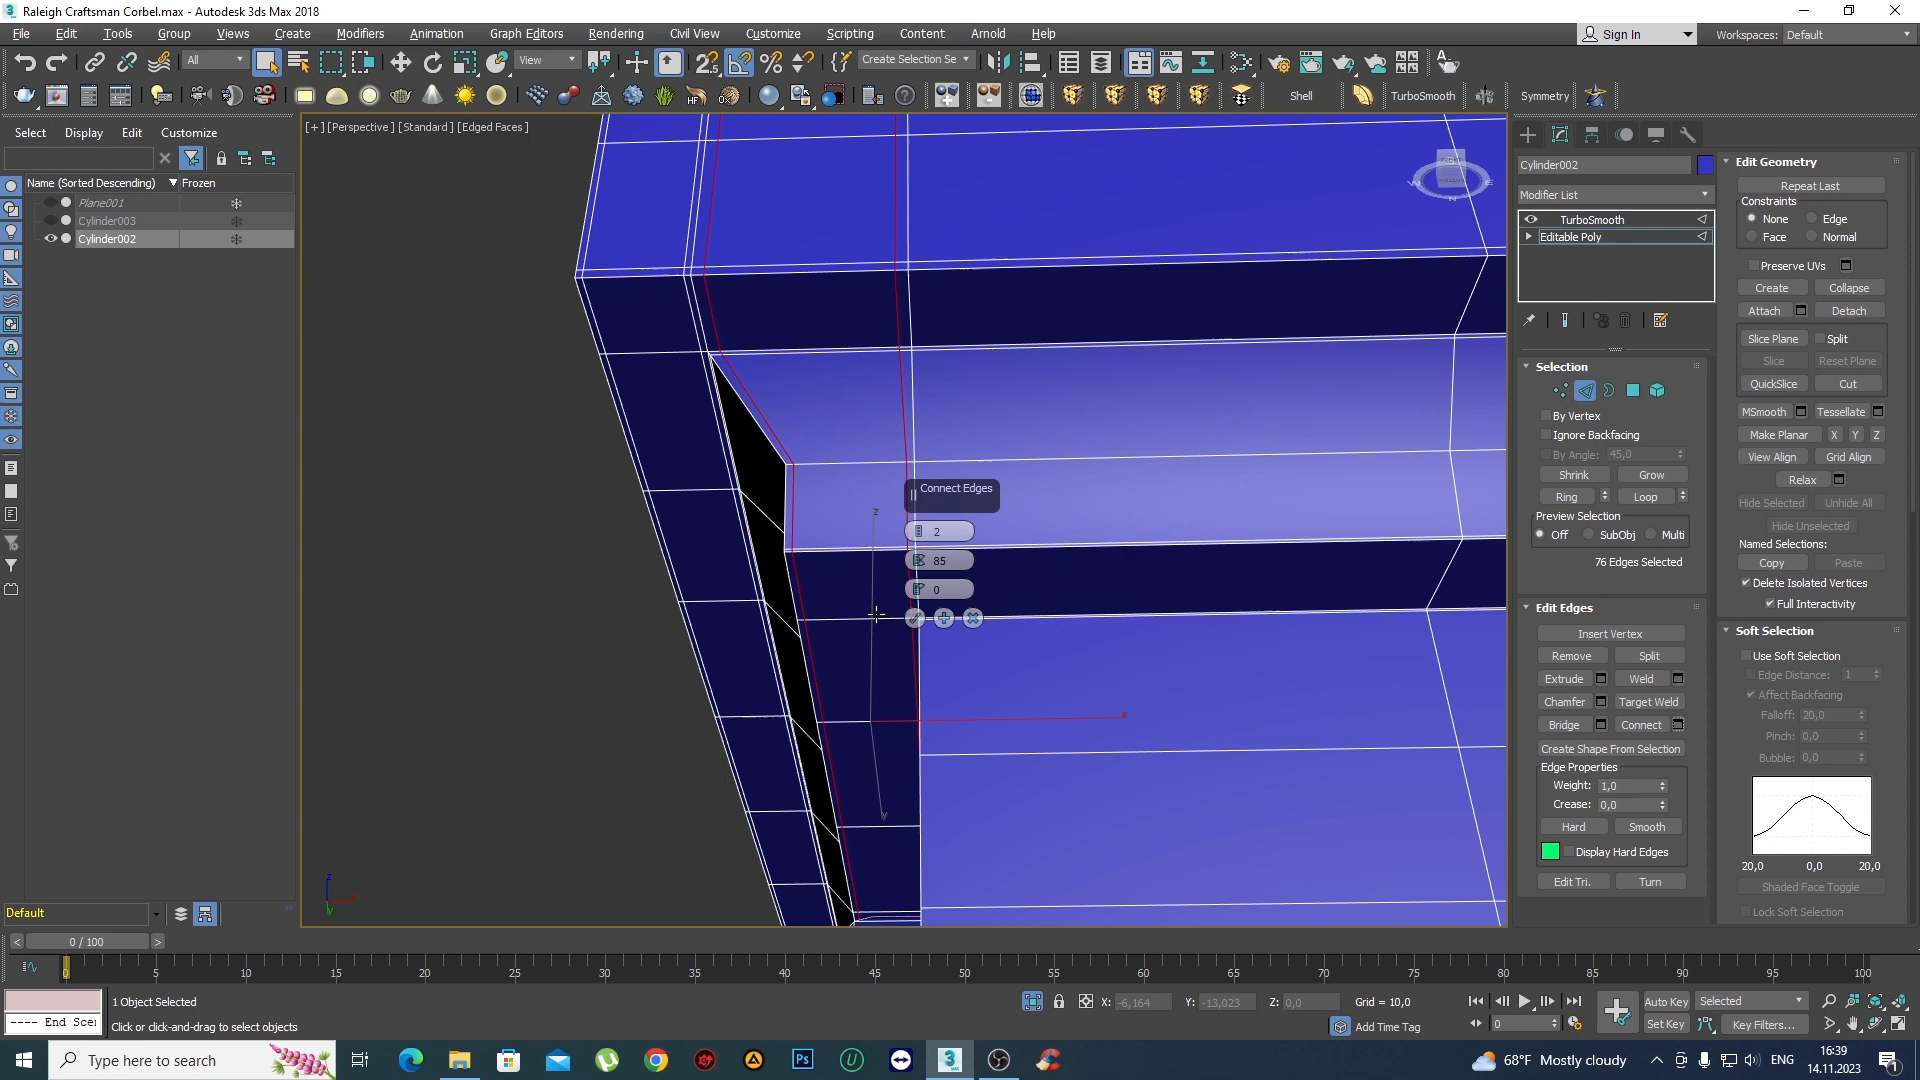 Raleigh Craftsman Corbel.max - Autodesk 3ds Max 2018
File Edit Tools Group Views Create Modifiers Animation Graph Editors Rendering Civil View Customize Scripting Content Arnold Help
Sign In Workspaces: Default
All View Create Selection Se
Shell TurboSmooth Symmetry
Select Display Edit Customize
[+] [Perspective] [Standard] [Edged Faces]
Name (Sorted Descending) Frozen
Plane001
Cylinder003
Cylinder002
Connect Edges
2
85
0
z
x
y
Cylinder002
Modifier List
TurboSmooth
Editable Poly
Selection
By Vertex
Ignore Backfacing
By Angle: 45,0
Shrink Grow
Ring Loop
Preview Selection
Off SubObj Multi
76 Edges Selected
Edit Edges
Insert Vertex
Remove Split
Extrude Weld
Chamfer Target Weld
Bridge Connect
Create Shape From Selection
Edge Properties
Weight: 1,0
Crease: 0,0
Hard Smooth
Display Hard Edges
Edit Tri. Turn
Edit Geometry
Repeat Last
Constraints
None Edge
Face Normal
Preserve UVs
Create Collapse
Attach Detach
Slice Plane Split
Slice Reset Plane
QuickSlice Cut
MSmooth Tessellate
Make Planar X Y Z
View Align Grid Align
Relax
Hide Selected Unhide All
Hide Unselected
Named Selections:
Copy Paste
Delete Isolated Vertices
Full Interactivity
Soft Selection
Use Soft Selection
Edge Distance: 1
Affect Backfacing
Falloff: 20,0
Pinch: 0,0
Bubble: 0,0
20,0 0,0 20,0
Shaded Face Toggle
Lock Soft Selection
Default
< 0 / 100 >
0 5 10 15 20 25 30 35 40 45 50 55 60 65 70 75 80 85 90 95 100
1 Object Selected
---- End Sce
Click or click-and-drag to select objects
X: -6,164 Y: -13,023 Z: 0,0 Grid = 10,0
Add Time Tag
0
Auto Key Selected
Set Key Key Filters...
Type here to search
68°F Mostly cloudy
ENG
16:39
14.11.2023
1